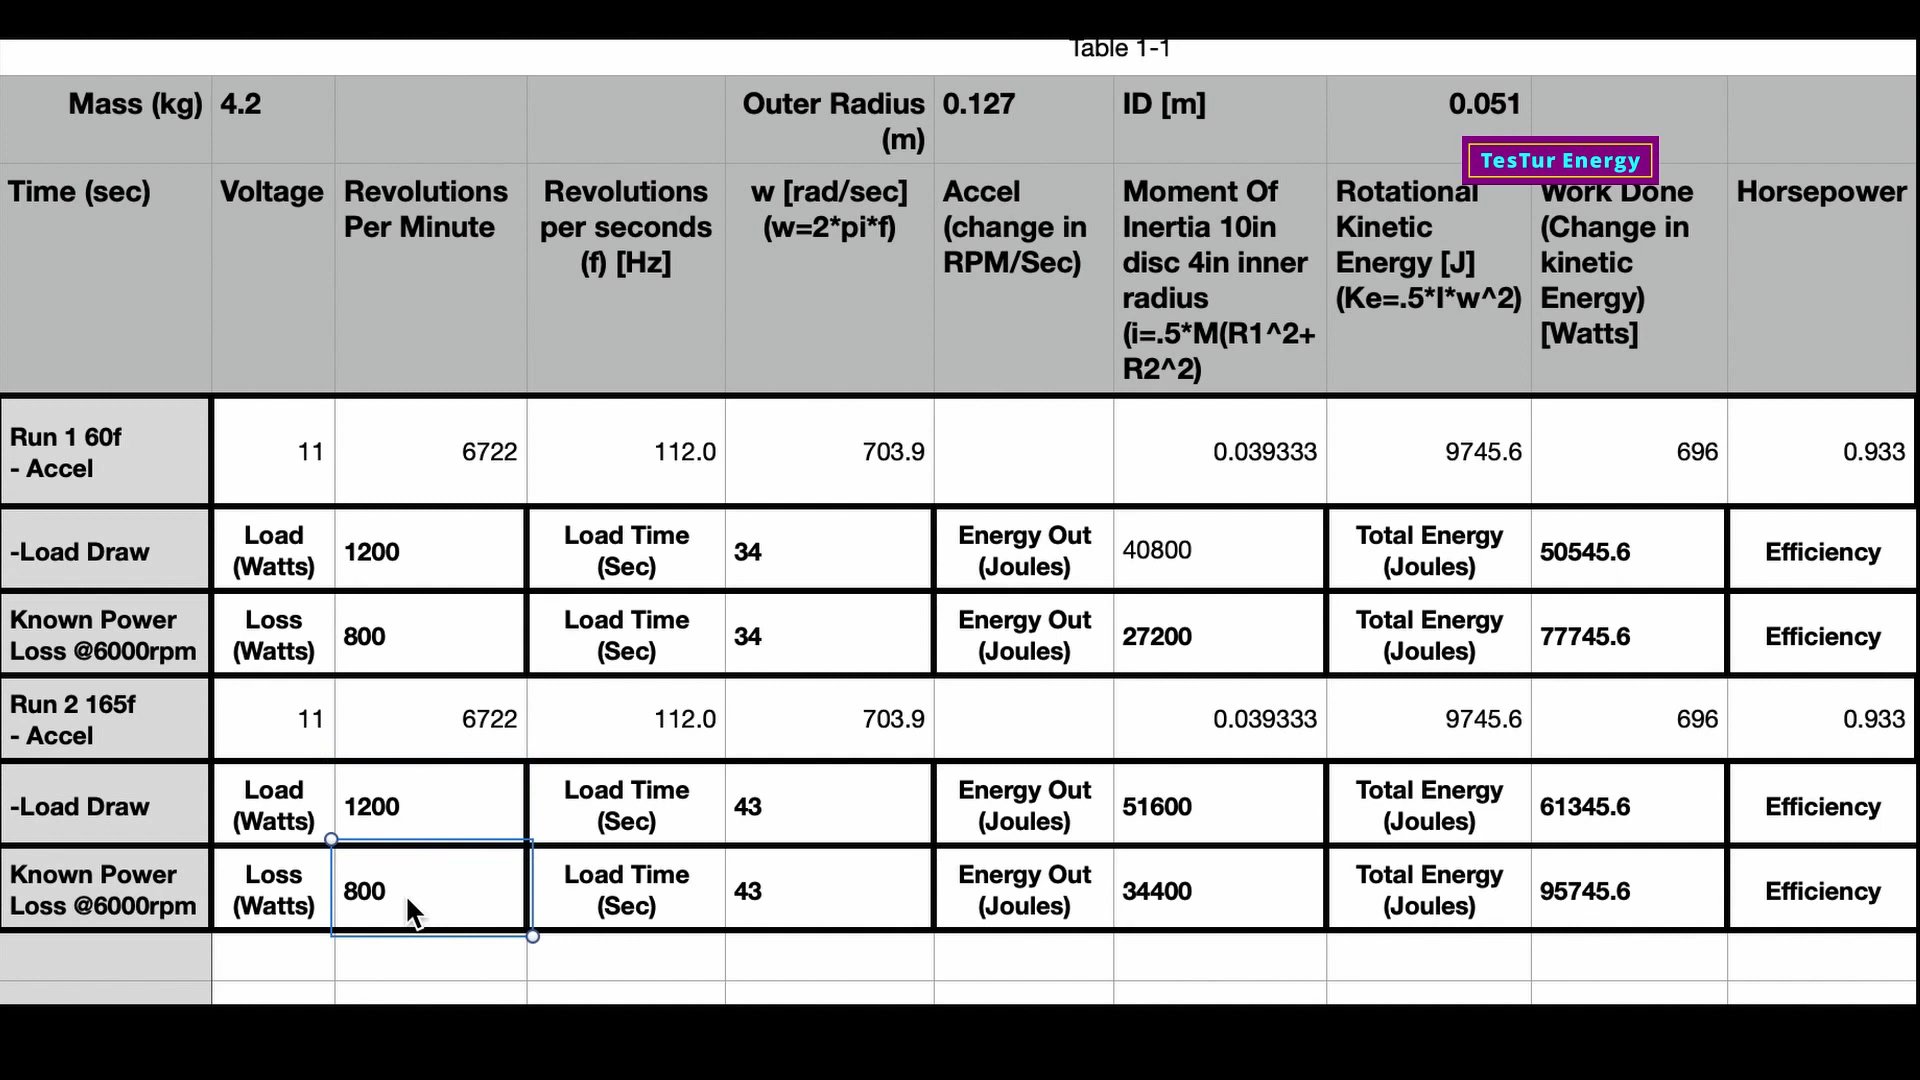 Table 1-1
Mass (kg) 4.2 Outer Radius (m) 0.127 ID [m] 0.051
TesTur Energy
Time (sec) Voltage Revolutions Per Minute Revolutions per seconds (f) [Hz] w [rad/sec] (w=2*pi*f) Accel (change in RPM/Sec) Moment Of Inertia 10in disc 4in inner radius (i=.5*M(R1^2+R2^2) Rotational Kinetic Energy [J] (Ke=.5*I*w^2) Work Done (Change in kinetic Energy) [Watts] Horsepower
Run 1 60f - Accel 11 6722 112.0 703.9 0.039333 9745.6 696 0.933
-Load Draw Load (Watts) 1200 Load Time (Sec) 34 Energy Out (Joules) 40800 Total Energy (Joules) 50545.6 Efficiency
Known Power Loss @6000rpm Loss (Watts) 800 Load Time (Sec) 34 Energy Out (Joules) 27200 Total Energy (Joules) 77745.6 Efficiency
Run 2 165f - Accel 11 6722 112.0 703.9 0.039333 9745.6 696 0.933
-Load Draw Load (Watts) 1200 Load Time (Sec) 43 Energy Out (Joules) 51600 Total Energy (Joules) 61345.6 Efficiency
Known Power Loss @6000rpm Loss (Watts) 800 Load Time (Sec) 43 Energy Out (Joules) 34400 Total Energy (Joules) 95745.6 Efficiency